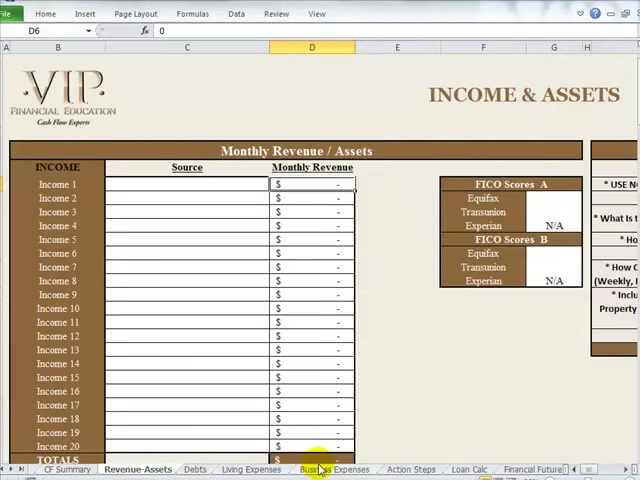 File Home Insert Page Layout Formulas Data Review View
D6 fx 0
A B C D E F G H
VIP
FINANCIAL EDUCATION
Cash Flow Experts
INCOME & ASSETS
Monthly Revenue / Assets
INCOME Source Monthly Revenue
Income 1 $ - FICO Scores A * USE N
Income 2 $ - Equifax
Income 3 $ - Transunion * What Is t
Income 4 $ - Experian N/A
Income 5 $ - FICO Scores B * Ho
Income 6 $ - Equifax
Income 7 $ - Transunion * How C
Income 8 $ - Experian N/A (Weekly,
Income 9 $ - * Inclu
Income 10 $ - Property
Income 11 $ -
Income 12 $ -
Income 13 $ -
Income 14 $ -
Income 15 $ -
Income 16 $ -
Income 17 $ -
Income 18 $ -
Income 19 $ -
Income 20 $ -
TOTALS $ -
CF Summary Revenue-Assets Debts Living Expenses Business Expenses Action Steps Loan Calc Financial Future